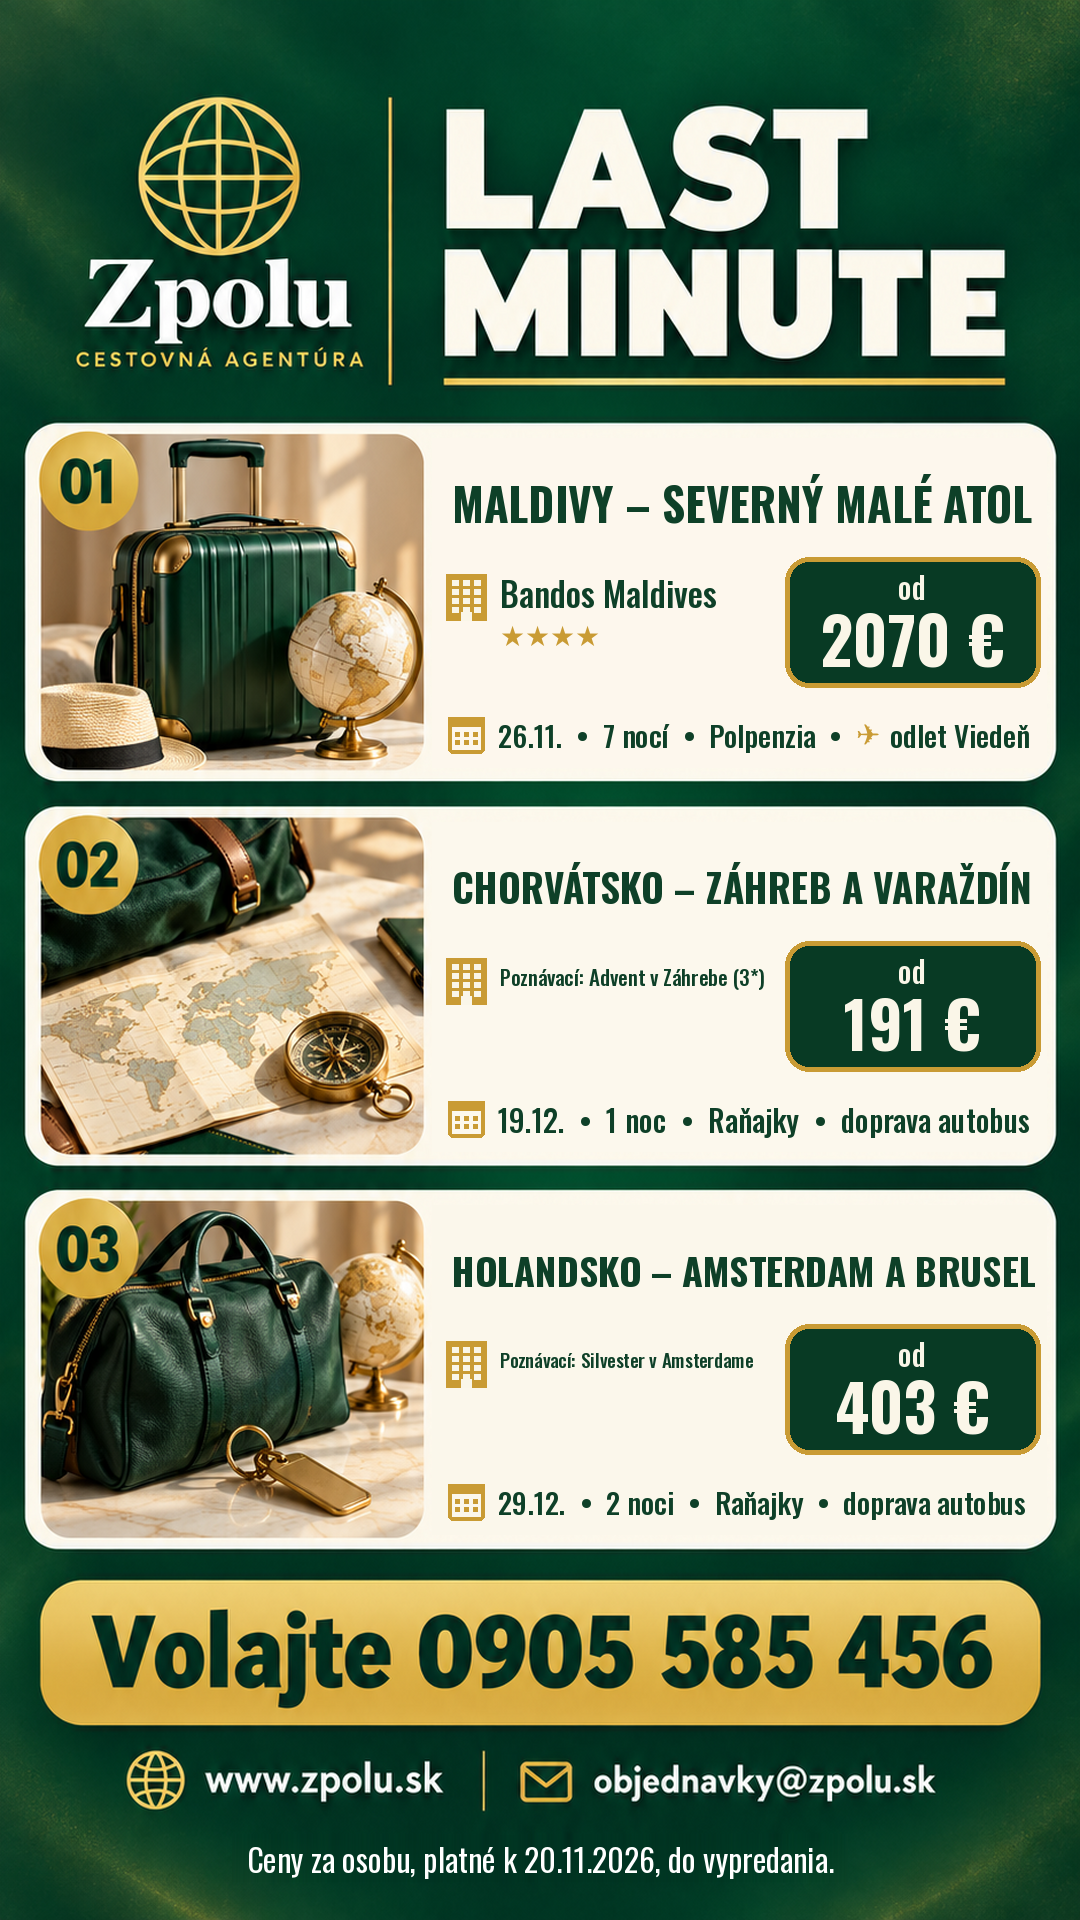 Zpolu
CESTOVNÁ AGENTÚRA
LAST
MINUTE
01
MALDIVY – SEVERNÝ MALÉ ATOL
Bandos Maldives
★★★★
od
2070 €
26.11. • 7 nocí • Polpenzia • ✈ odlet Viedeň
02
CHORVÁTSKO – ZÁHREB A VARAŽDÍN
Poznávací: Advent v Záhrebe (3*)
od
191 €
19.12. • 1 noc • Raňajky • doprava autobus
03
HOLANDSKO – AMSTERDAM A BRUSEL
Poznávací: Silvester v Amsterdame
od
403 €
29.12. • 2 noci • Raňajky • doprava autobus
Volajte 0905 585 456
www.zpolu.sk
objednavky@zpolu.sk
Ceny za osobu, platné k 20.11.2026, do vypredania.